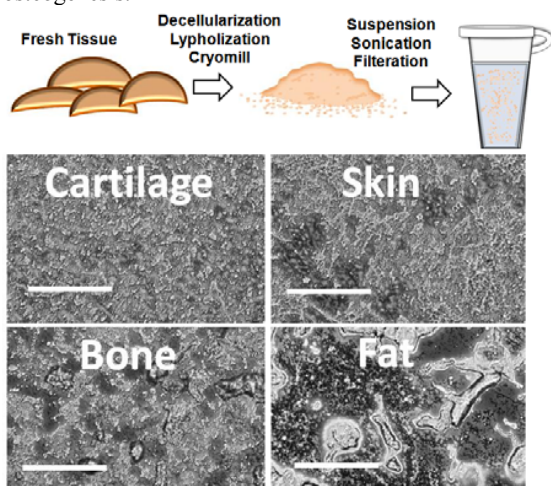 Fresh Tissue
Decellularization
Lypholization
Cryomill
Suspension
Sonication
Filteration
Cartilage
Skin
Bone
Fat